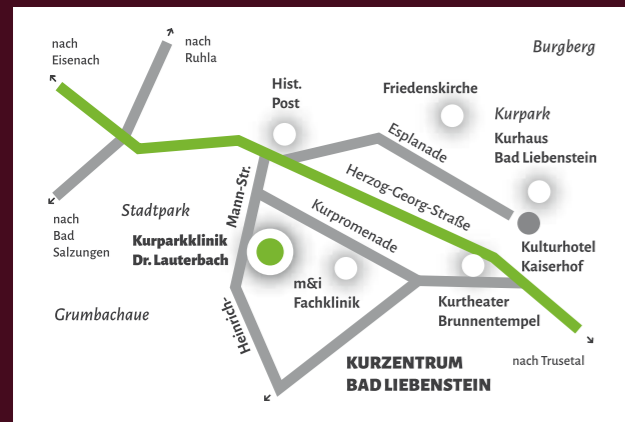 nach
Eisenach
nach
Ruhla
Burgberg
Hist.
Post
Friedenskirche
Kurpark
Kurhaus
Bad Liebenstein
Esplanade
Herzog-Georg-Straße
Mann-Str.
Kurpromenade
Stadtpark
nach
Bad
Salzungen
Kurparkklinik
Dr. Lauterbach
Kulturhotel
Kaiserhof
m&i
Fachklinik
Kurtheater
Brunnentempel
Grumbachaue
Heinrich-
KURZENTRUM
BAD LIEBENSTEIN
nach Trusetal